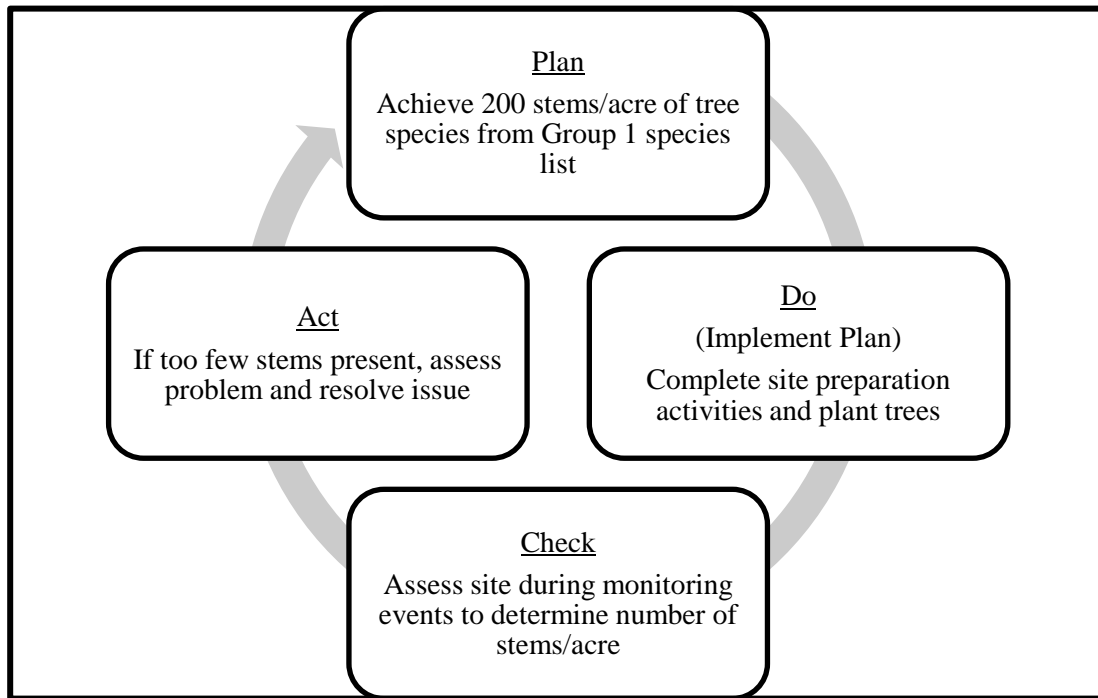 Plan
Achieve 200 stems/acre of tree
species from Group 1 species
list
Do
(Implement Plan)
Complete site preparation
activities and plant trees
Check
Assess site during monitoring
events to determine number of
stems/acre
Act
If too few stems present, assess
problem and resolve issue